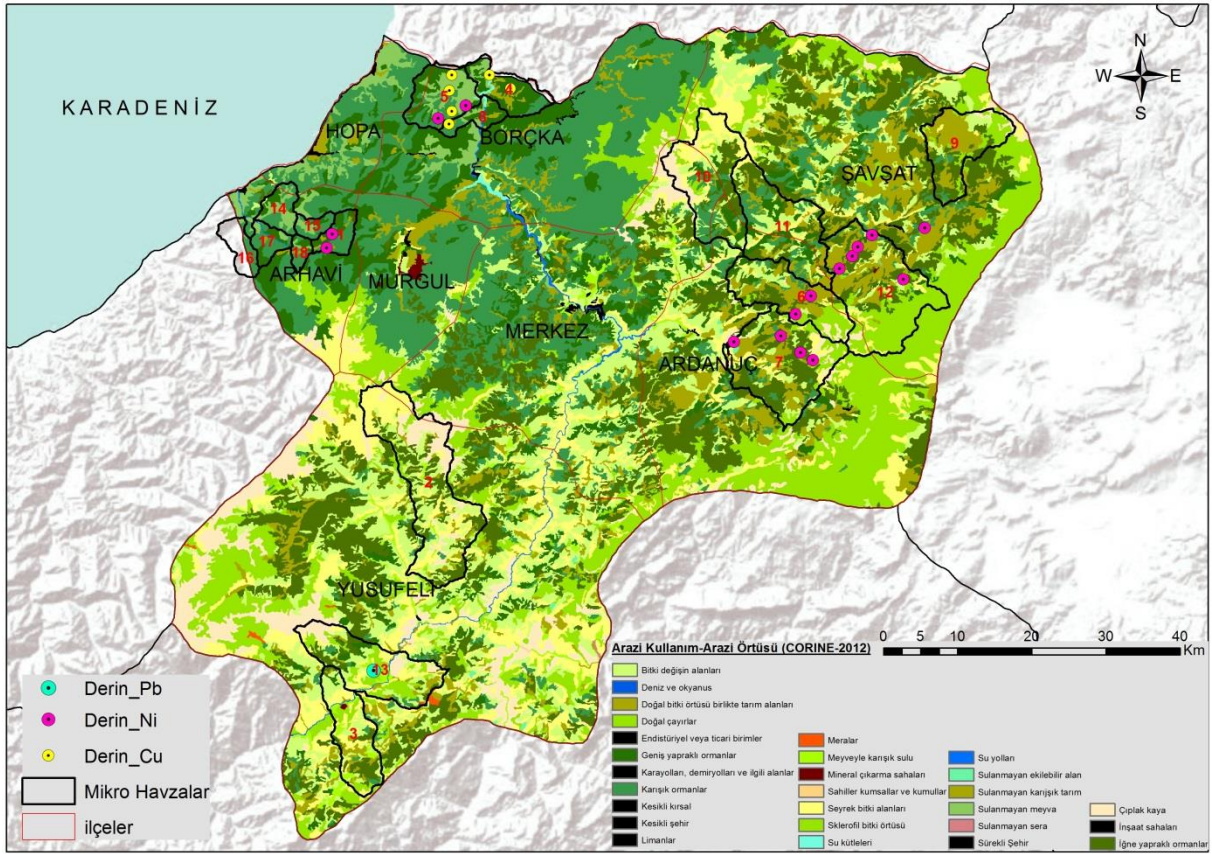 KARADENİZ
N
W E
S
HOPA
BORÇKA
ŞAVŞAT
ARHAVİ
MURGUL
MERKEZ
ARDANUÇ
YUSUFELİ
5
4
8
9
10
14
15
1
11
17
18
16
12
6
7
2
13
3
Derin_Pb
Derin_Ni
Derin_Cu
Mikro Havzalar
ilçeler
Arazi Kullanım-Arazi Örtüsü (CORINE-2012)
0 5 10 20 30 40
Km
Bitki değişin alanları
Deniz ve okyanus
Doğal bitki örtüsü birlikte tarım alanları
Doğal çayırlar
Endistüriyel veya ticari birimler
Geniş yapraklı ormanlar
Karayolları, demiryolları ve ilgili alanlar
Karışık ormanlar
Kesikli kırsal
Kesikli şehir
Limanlar
Meralar
Meyveyle karışık sulu
Mineral çıkarma sahaları
Sahiller kumsallar ve kumullar
Seyrek bitki alanları
Sklerofil bitki örtüsü
Su kütleleri
Su yolları
Sulanmayan ekilebilir alan
Sulanmayan karışjsık tarım
Sulanmayan meyva
Sulanmayan sera
Sürekli Şehir
Çıplak kaya
İnşaat sahaları
İğne yapraklı ormanlar